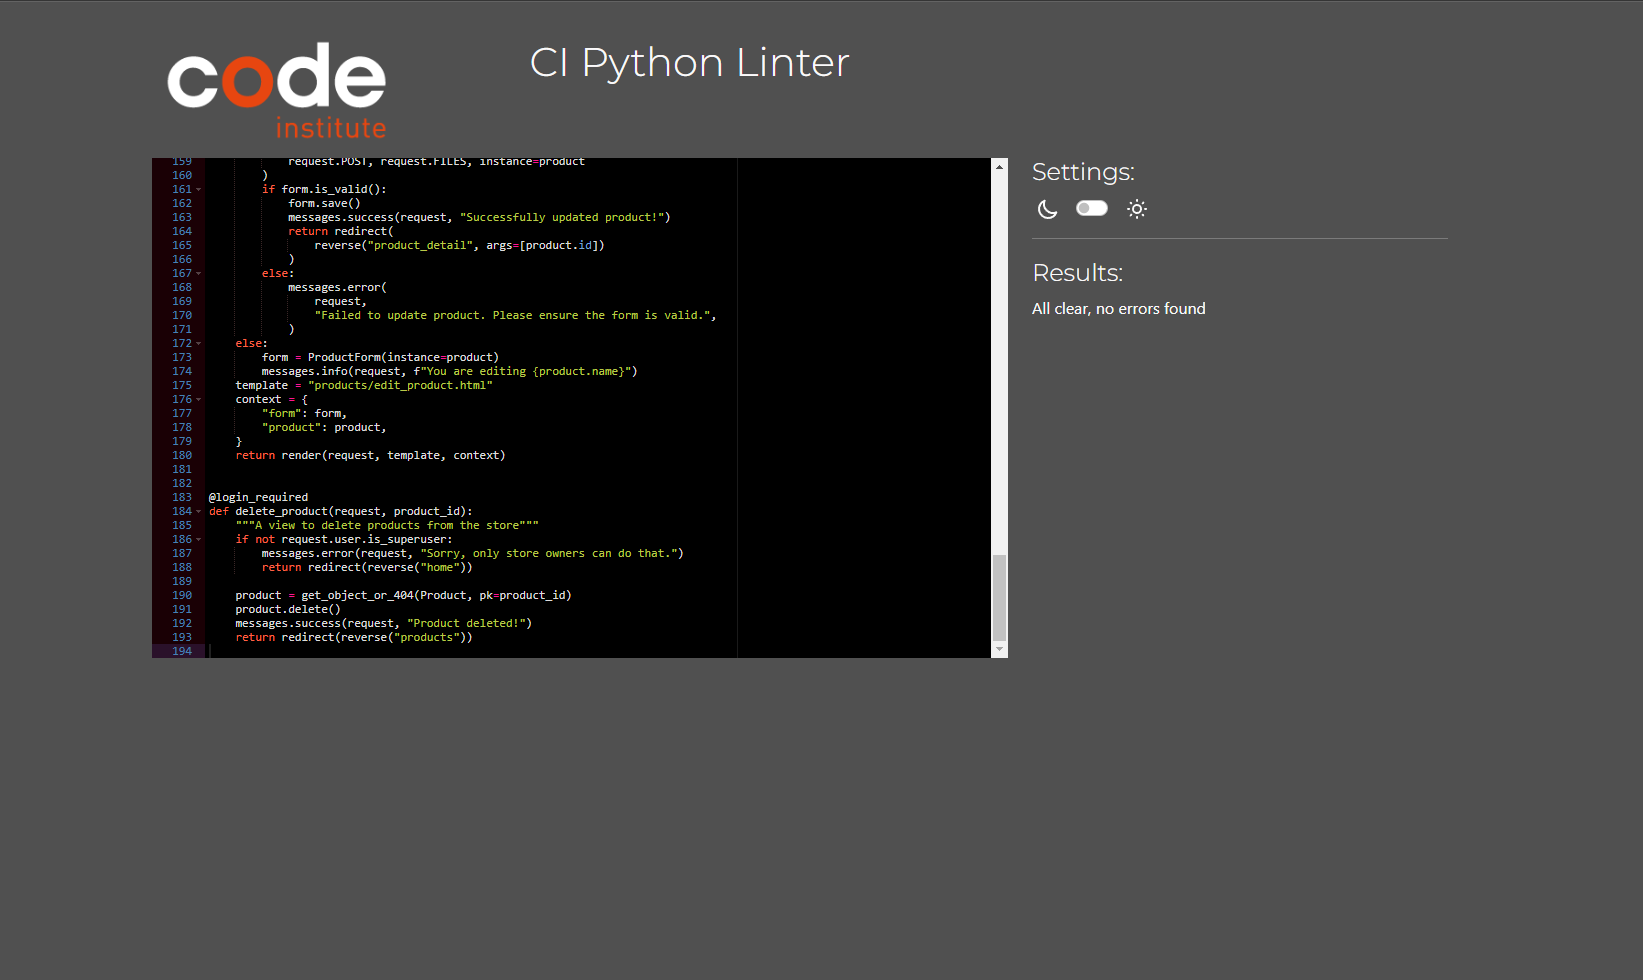 code
institute
CI Python Linter
159 request.POST, request.FILES, instance=product
160 )
161 if form.is_valid():
162 form.save()
163 messages.success(request, "Successfully updated product!")
164 return redirect(
165 reverse("product_detail", args=[product.id])
166 )
167 else:
168 messages.error(
169 request,
170 "Failed to update product. Please ensure the form is valid.",
171 )
172 else:
173 form = ProductForm(instance=product)
174 messages.info(request, f"You are editing {product.name}")
175 template = "products/edit_product.html"
176 context = {
177 "form": form,
178 "product": product,
179 }
180 return render(request, template, context)
181
182
183 @login_required
184 def delete_product(request, product_id):
185 """A view to delete products from the store"""
186 if not request.user.is_superuser:
187 messages.error(request, "Sorry, only store owners can do that.")
188 return redirect(reverse("home"))
189
190 product = get_object_or_404(Product, pk=product_id)
191 product.delete()
192 messages.success(request, "Product deleted!")
193 return redirect(reverse("products"))
194
Settings:
Results:
All clear, no errors found